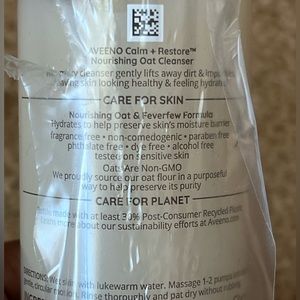 AVEENO Calm + Restore™
Nourishing Oat Cleanser
cleanser gently lifts away dirt &
skin looking healthy & feeling
CARE FOR SKIN
Nourishing Oat & Feverfew Formula
Hydrates to help preserve skin's moisture barrier
fragrance free • non-comedogenic • paraben free
phthalate free • dye free • alcohol free
tested on sensitive skin
Oats Are Non-GMO
We proudly source our oat flour in a purposeful
way to help preserve its purity
CARE FOR PLANET
made with at least 30% Post-Consumer Recycled Plastic
Learn more about our sustainability efforts at Aveeno.com
DIRECTIONS: Wet skin with lukewarm water. Massage 1-2 pumps
gentle, circular motions. Rinse thoroughly and pat dry without rubbing.